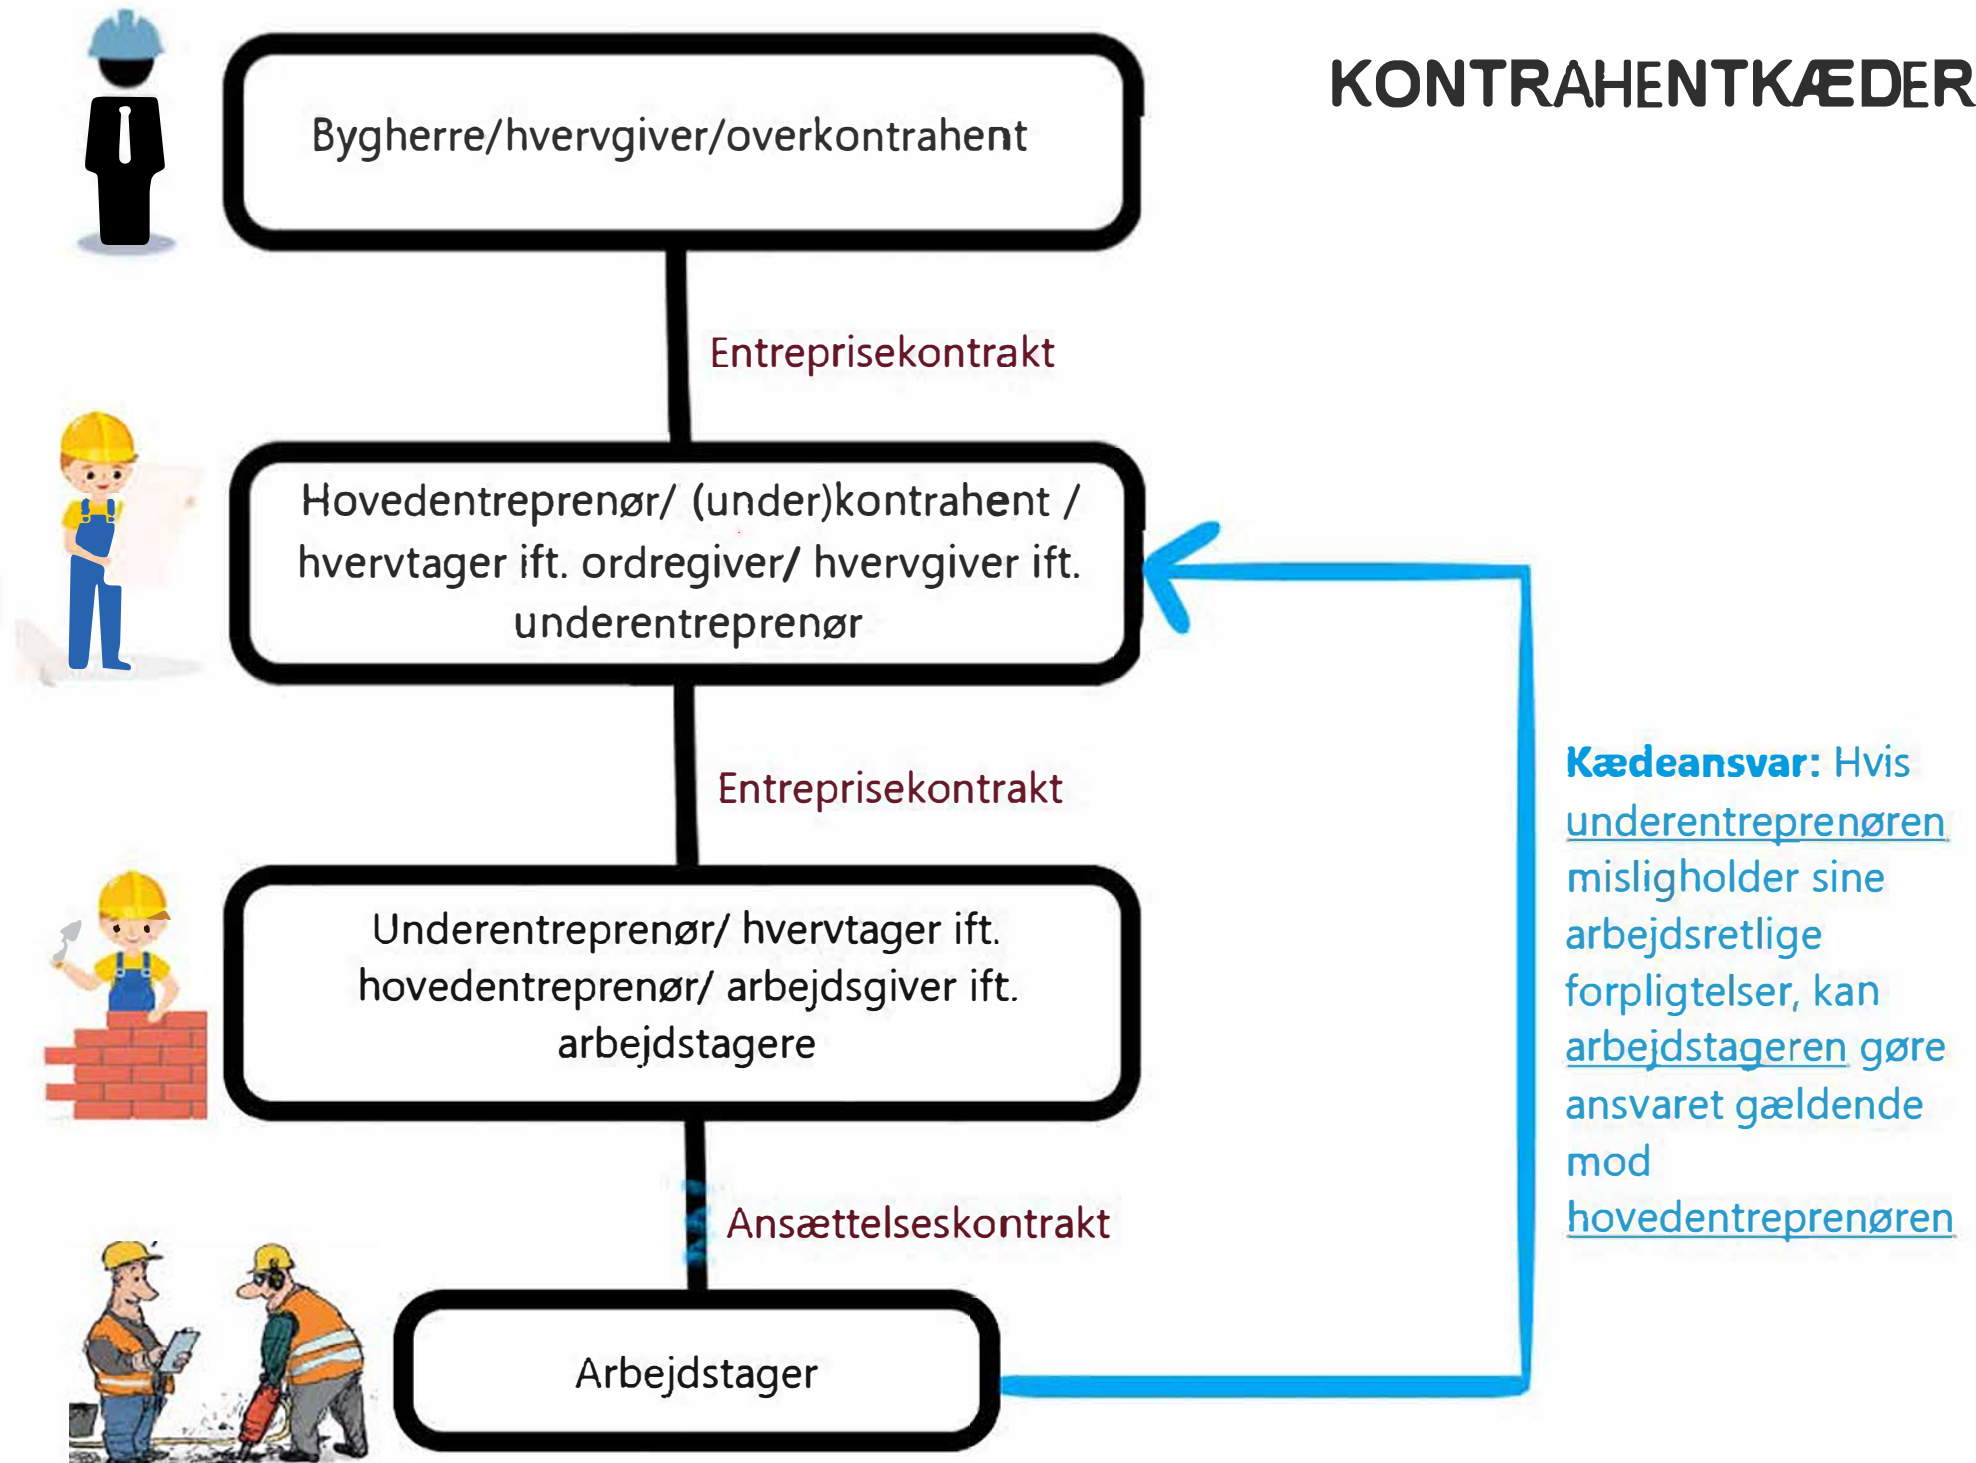 KONTRAHENTKÆDER
Bygherre/hvervgiver/overkontrahent
Entreprisekontrakt
Hovedentreprenør/ (under)kontrahent /
hvervtager ift. ordregiver/ hvervgiver ift.
underentreprenør
Entreprisekontrakt
Underentreprenør/ hvervtager ift.
hovedentreprenør/ arbejdsgiver ift.
arbejdstagere
Ansættelseskontrakt
Arbejdstager
Kædeansvar: Hvis
underentreprenøren
misligholder sine
arbejdsretlige
forpligtelser, kan
arbejdstageren gøre
ansvaret gældende
mod
hovedentreprenøren